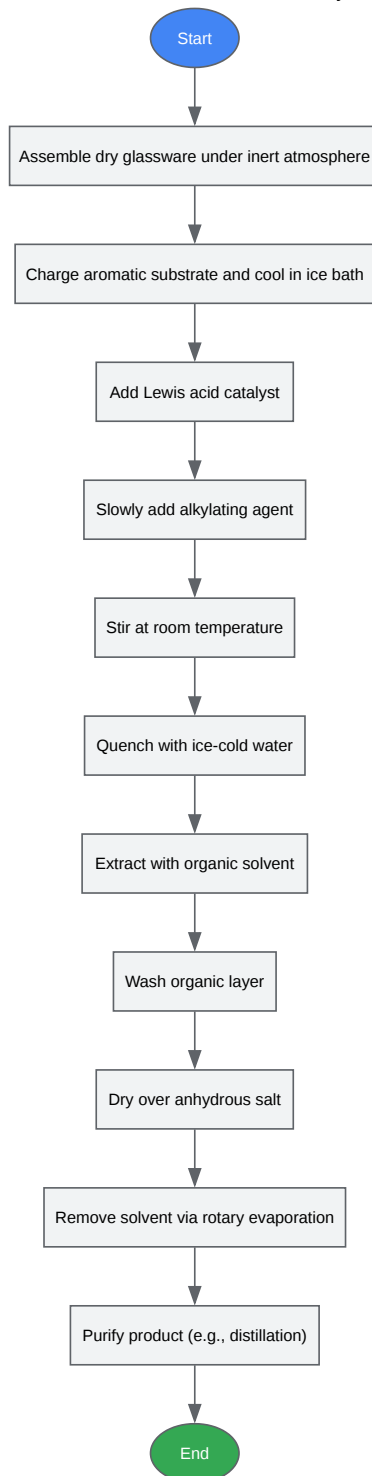 Start
Assemble dry glassware under inert atmosphere
Charge aromatic substrate and cool in ice bath
Add Lewis acid catalyst
Slowly add alkylating agent
Stir at room temperature
Quench with ice-cold water
Extract with organic solvent
Wash organic layer
Dry over anhydrous salt
Remove solvent via rotary evaporation
Purify product (e.g., distillation)
End